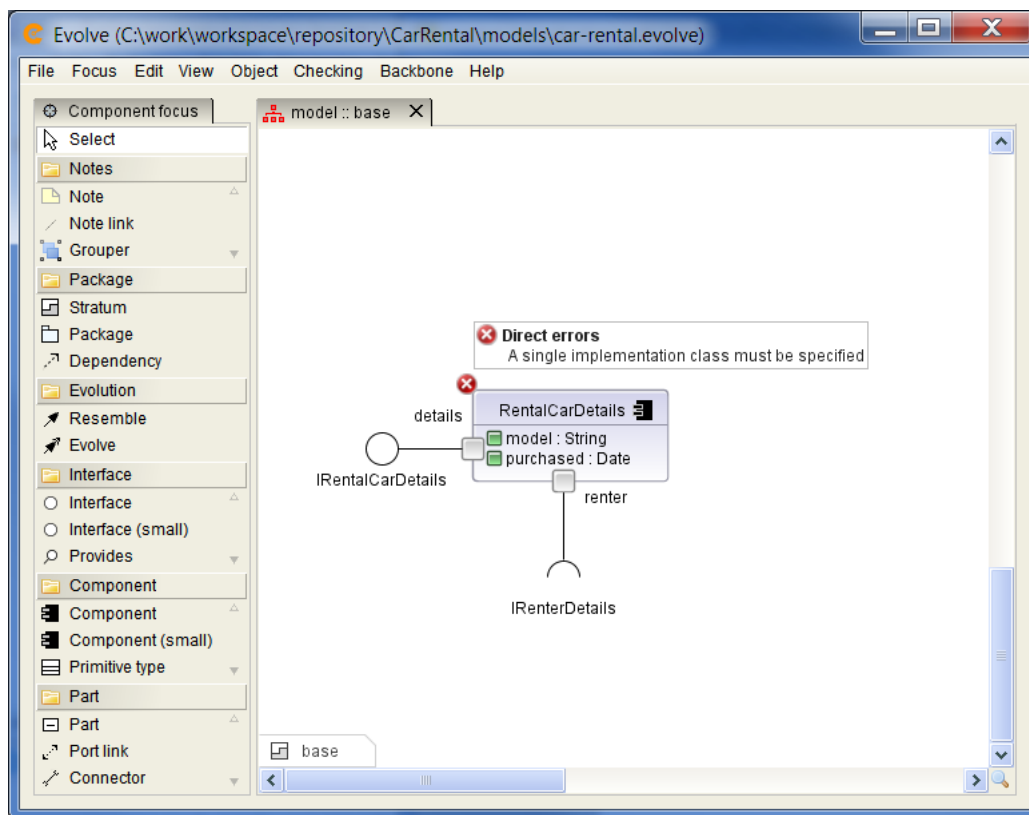 Evolve (C:\work\workspace\repository\CarRental\models\car-rental.evolve)
File Focus Edit View Object Checking Backbone Help
Component focus
model :: base
Select
Notes
Note
Note link
Grouper
Package
Stratum
Package
Dependency
Evolution
Resemble
Evolve
Interface
Interface
Interface (small)
Provides
Component
Component
Component (small)
Primitive type
Part
Part
Port link
Connector
Direct errors
A single implementation class must be specified
details
RentalCarDetails
model : String
purchased : Date
IRentalCarDetails
renter
IRenterDetails
base